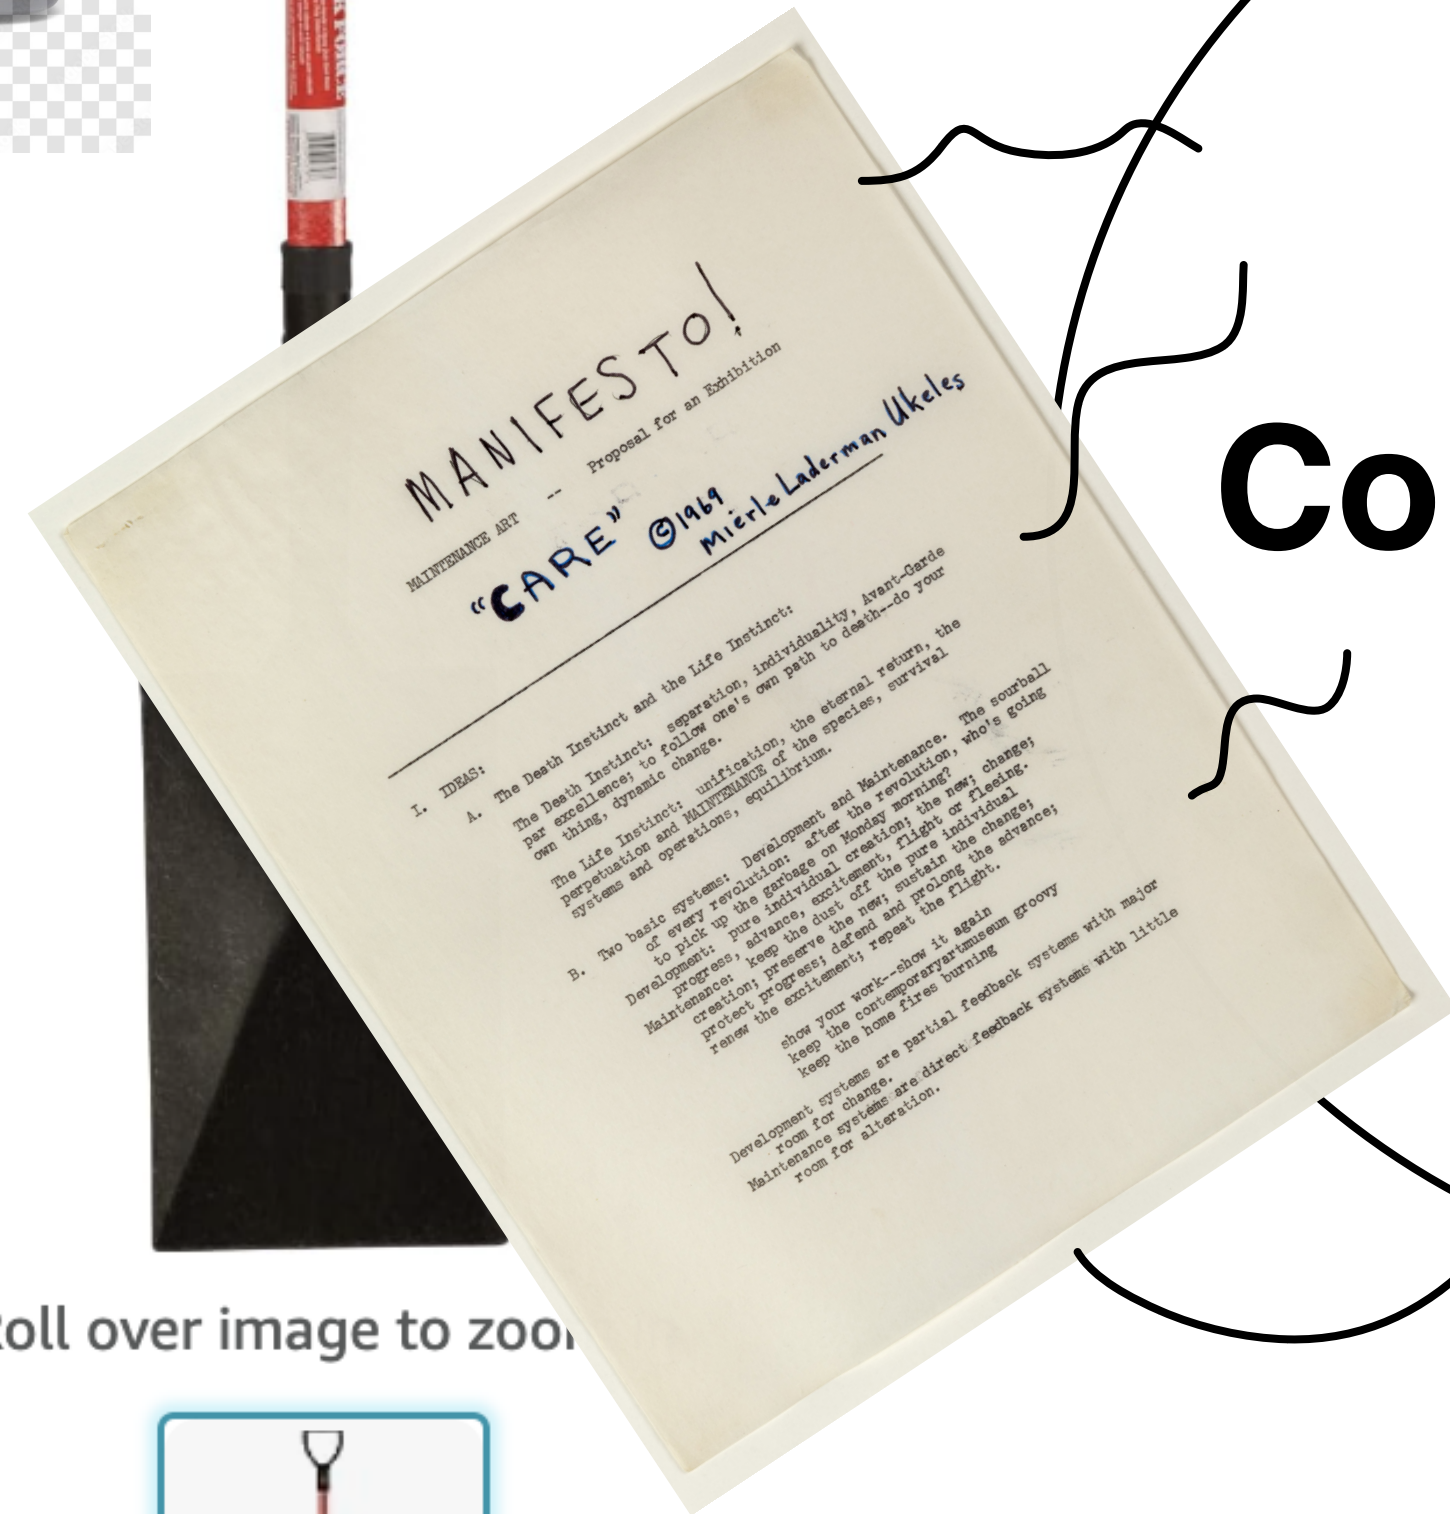 MANIFESTO!
MAINTENANCE ART -- Proposal for an Exhibition
"CARE" ©1969
Mierle Laderman Ukeles
I. IDEAS:
A. The Death Instinct and the Life Instinct:
The Death Instinct: separation, individuality, Avant-Garde
par excellence; to follow one's own path to death--do your
own thing, dynamic change.
The Life Instinct: unification, the eternal return, the
perpetuation and MAINTENANCE of the species, survival
systems and operations, equilibrium.
B. Two basic systems: Development and Maintenance. The sourball
of every revolution: after the revolution, who's going
to pick up the garbage on Monday morning?
Development: pure individual creation; the new; change;
progress, advance, excitement, flight or fleeing.
Maintenance: keep the dust off the pure individual
creation; preserve the new; sustain the change;
protect progress; defend and prolong the advance;
renew the excitement; repeat the flight.
show your work--show it again
keep the contemporaryartmuseum groovy
keep the home fires burning
Development systems are partial feedback systems with major
room for change.
Maintenance systems are direct feedback systems with little
room for alteration.
Co
oll over image to zoo